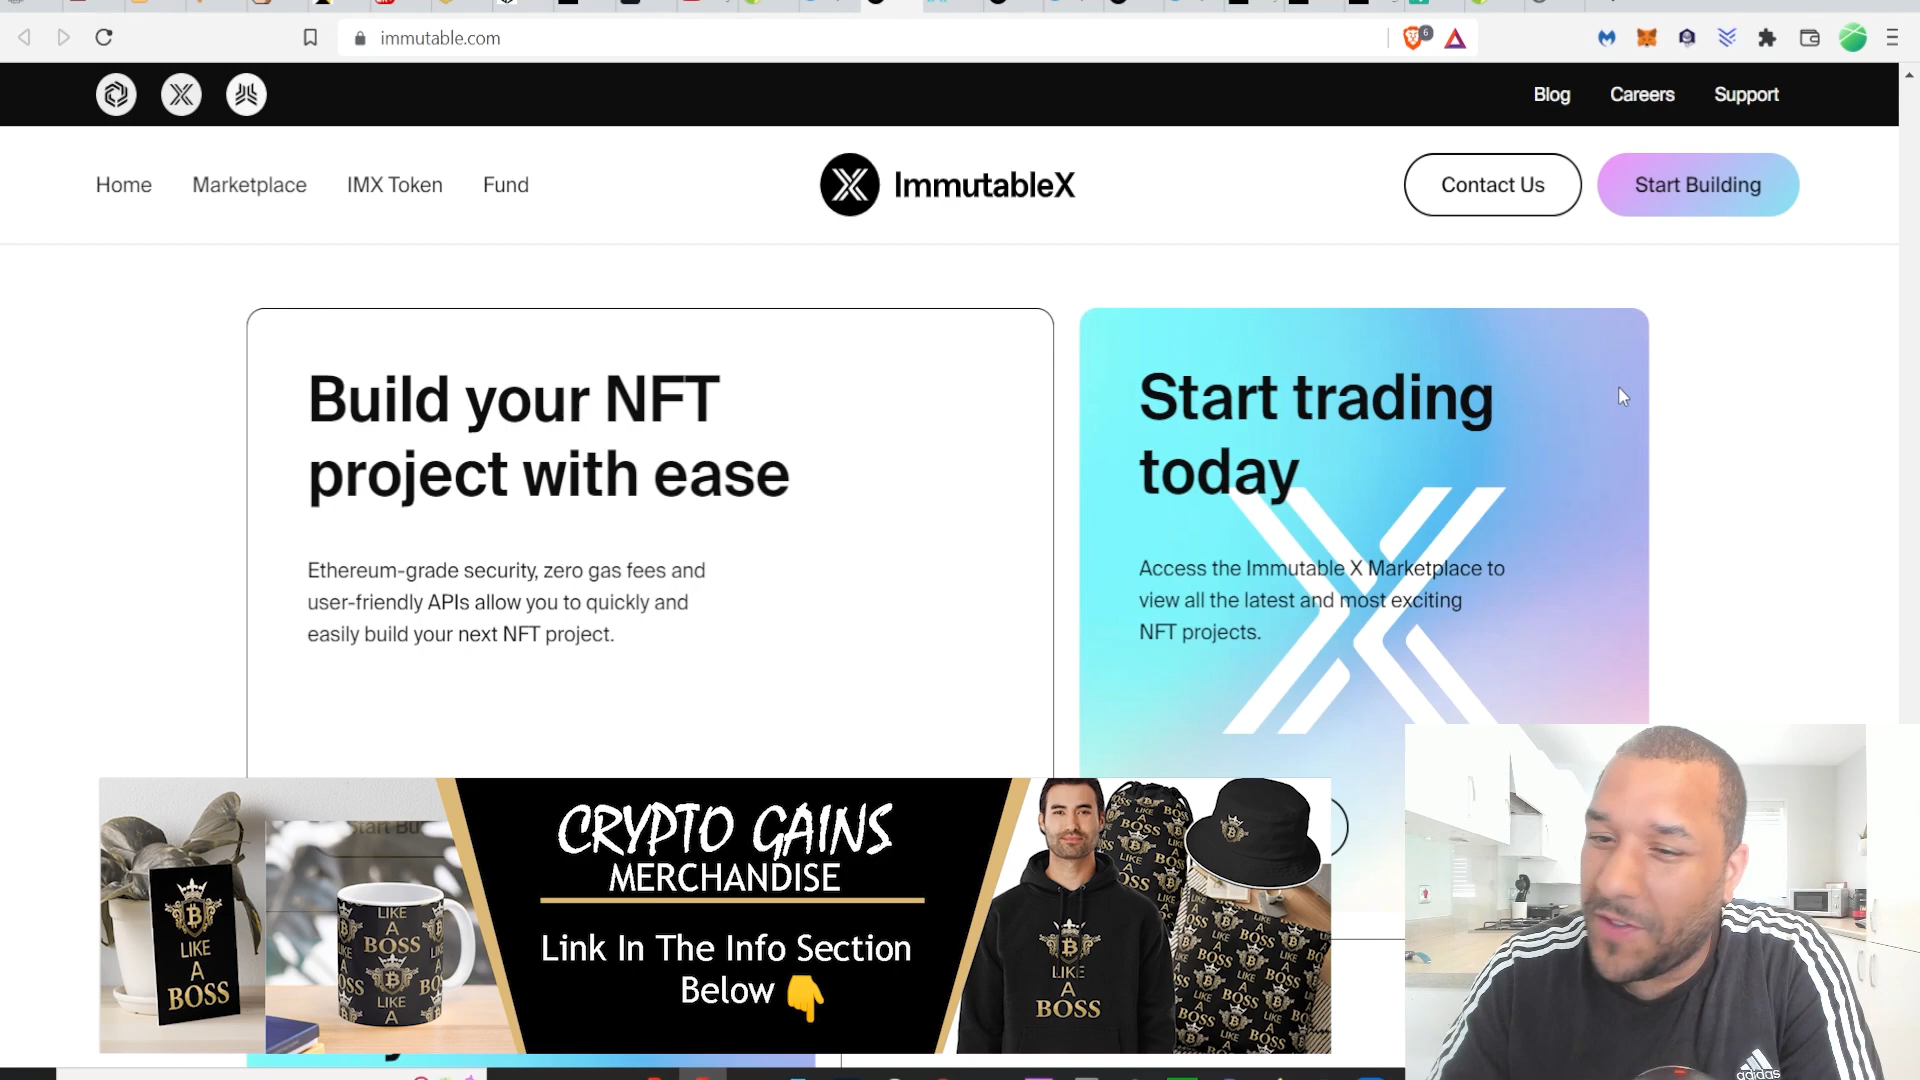 immutable.com
6
Blog Careers Support
Home Marketplace IMX Token Fund
ImmutableX
Contact Us
Start Building
Build your NFT
project with ease
Ethereum-grade security, zero gas fees and
user-friendly APIs allow you to quickly and
easily build your next NFT project.
Start trading
today
Access the Immutable X Marketplace to
view all the latest and most exciting
NFT projects.
LIKE
A
BOSS
LIKE
A
BOSS
LIKE
A
CRYPTO GAINS
MERCHANDISE
Link In The Info Section
Below
LIKE
A
BOSS
BOSS
LIKE
A
BOSS
adidas